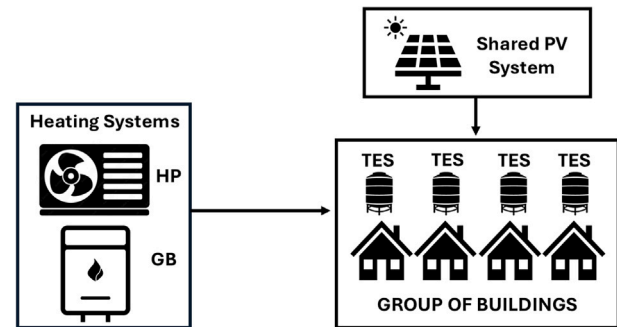 Shared PV
System
Heating Systems
HP
GB
TES TES TES TES
GROUP OF BUILDINGS